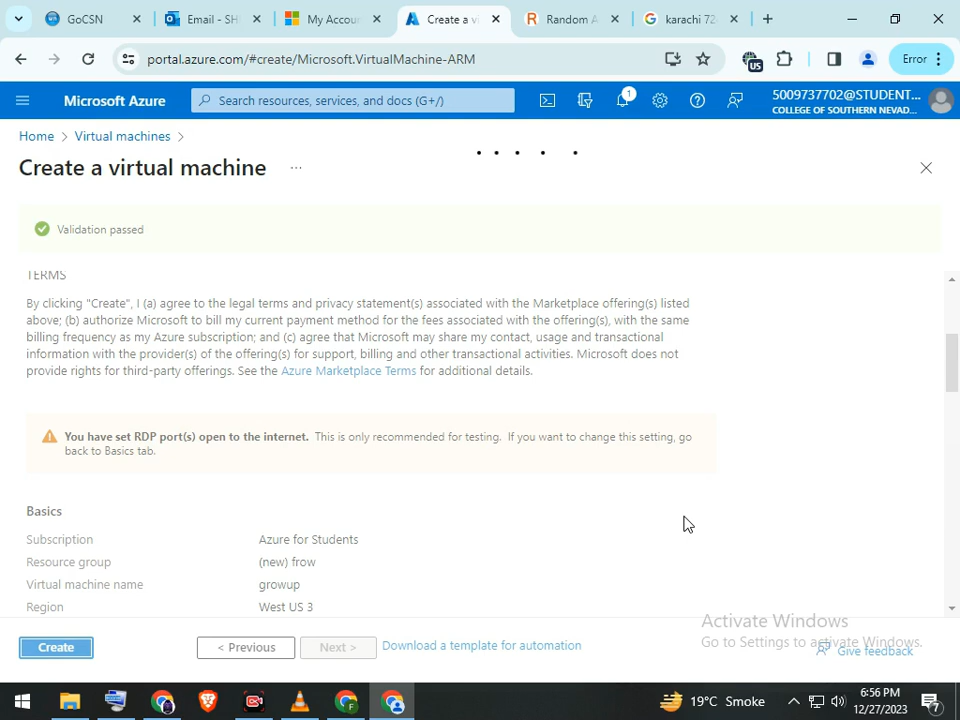 GoCSN
Email - SH
My Accou
Create a vi
Random A
karachi 72
portal.azure.com/#create/Microsoft.VirtualMachine-ARM
US
Error
Microsoft Azure
Search resources, services, and docs (G+/)
1
5009737702@STUDENT...
COLLEGE OF SOUTHERN NEVAD...
Home > Virtual machines >
Create a virtual machine ...
Validation passed
TERMS
By clicking "Create", I (a) agree to the legal terms and privacy statement(s) associated with the Marketplace offering(s) listed
above; (b) authorize Microsoft to bill my current payment method for the fees associated with the offering(s), with the same
billing frequency as my Azure subscription; and (c) agree that Microsoft may share my contact, usage and transactional
information with the provider(s) of the offering(s) for support, billing and other transactional activities. Microsoft does not
provide rights for third-party offerings. See the Azure Marketplace Terms for additional details.
You have set RDP port(s) open to the internet. This is only recommended for testing. If you want to change this setting, go
back to Basics tab.
Basics
Subscription Azure for Students
Resource group (new) frow
Virtual machine name growup
Region West US 3
Activate Windows
Go to Settings to activate Windows.
Create
< Previous
Next >
Download a template for automation
Give feedback
19°C Smoke
6:56 PM
12/27/2023
7